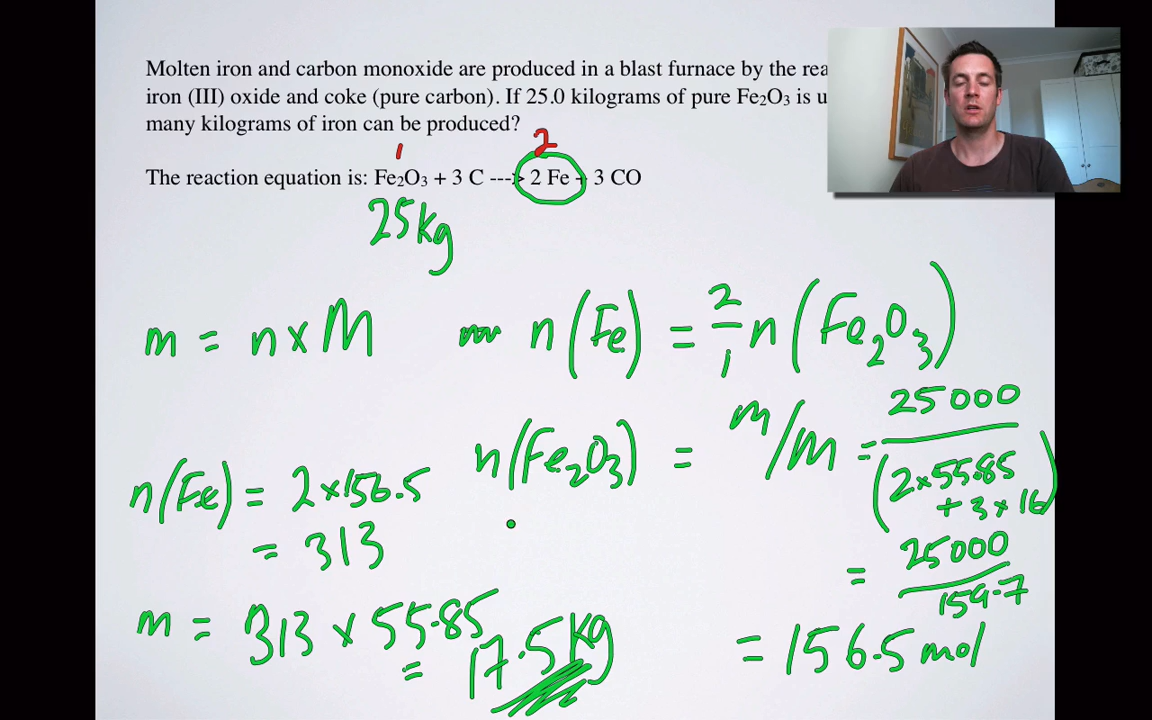 Molten iron and carbon monoxide are produced in a blast furnace by the rea
iron (III) oxide and coke (pure carbon). If 25.0 kilograms of pure Fe₂O₃ is u
many kilograms of iron can be produced?
1 2
The reaction equation is: Fe₂O₃ + 3 C ---> 2 Fe + 3 CO
25kg
m = n x M
n(Fe) = 2/1 n(Fe₂O₃)
n(Fe₂O₃) = m/M = 25000 / (2×55.85 + 3×16)
= 25000 / 159.7
= 156.5 mol
n(Fe) = 2×156.5
= 313
m = 313 × 55.85
= 17.5kg